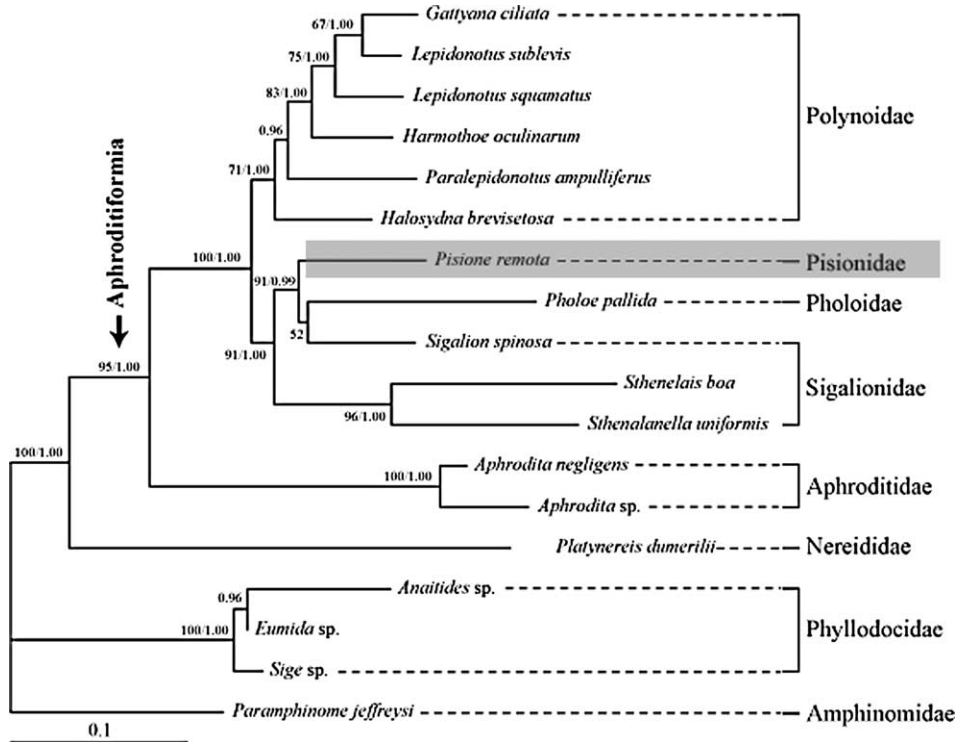 Gattyana ciliata
67/1.00
Lepidonotus sublevis
75/1.00
Lepidonotus squamatus
83/1.00
Polynoidae
Harmothoe oculinarum
0.96
Paralepidonotus ampulliferus
71/1.00
Halosydna brevisetosa
Aphroditiformia
Pisione remota
Pisionidae
100/1.00
91/0.99
Pholoe pallida
Pholoidae
52
Sigalion spinosa
91/1.00
95/1.00
Sthenelais boa
Sigalionidae
96/1.00
Sthenalanella uniformis
100/1.00
Aphrodita negligens
100/1.00
Aphroditidae
Aphrodita sp.
Platynereis dumerilii
Nereididae
Anaitides sp.
0.96
100/1.00
Eumida sp.
Phyllodocidae
Sige sp.
Paramphinome jeffreysi
Amphinomidae
0.1